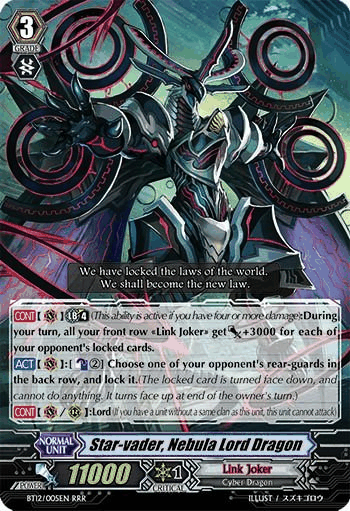 3
GRADE
We have locked the laws of the world.
We shall become the new law.
CONT【】LB4 (This ability is active if you have four or more damage):During
your turn, all your front row «Link Joker» get +3000 for each of
your opponent's locked cards.
ACT【】:[②] Choose one of your opponent's rear-guards in
the back row, and lock it.(The locked card is turned face down, and
cannot do anything. It turns face up at end of the owner's turn.)
CONT【/】:Lord(If you have a unit without a same clan as this unit, this unit cannot attack)
NORMAL
UNIT
Star-vader, Nebula Lord Dragon
POWER
11000
1
CRITICAL
Link Joker
Cyber Dragon
BT12/005EN RRR
ILLUST / スズキゴロウ